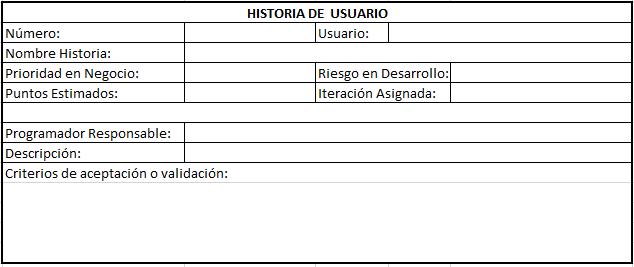 HISTORIA DE USUARIO
Número: Usuario:
Nombre Historia:
Prioridad en Negocio: Riesgo en Desarrollo:
Puntos Estimados: Iteración Asignada:
Programador Responsable:
Descripción:
Criterios de aceptación o validación: